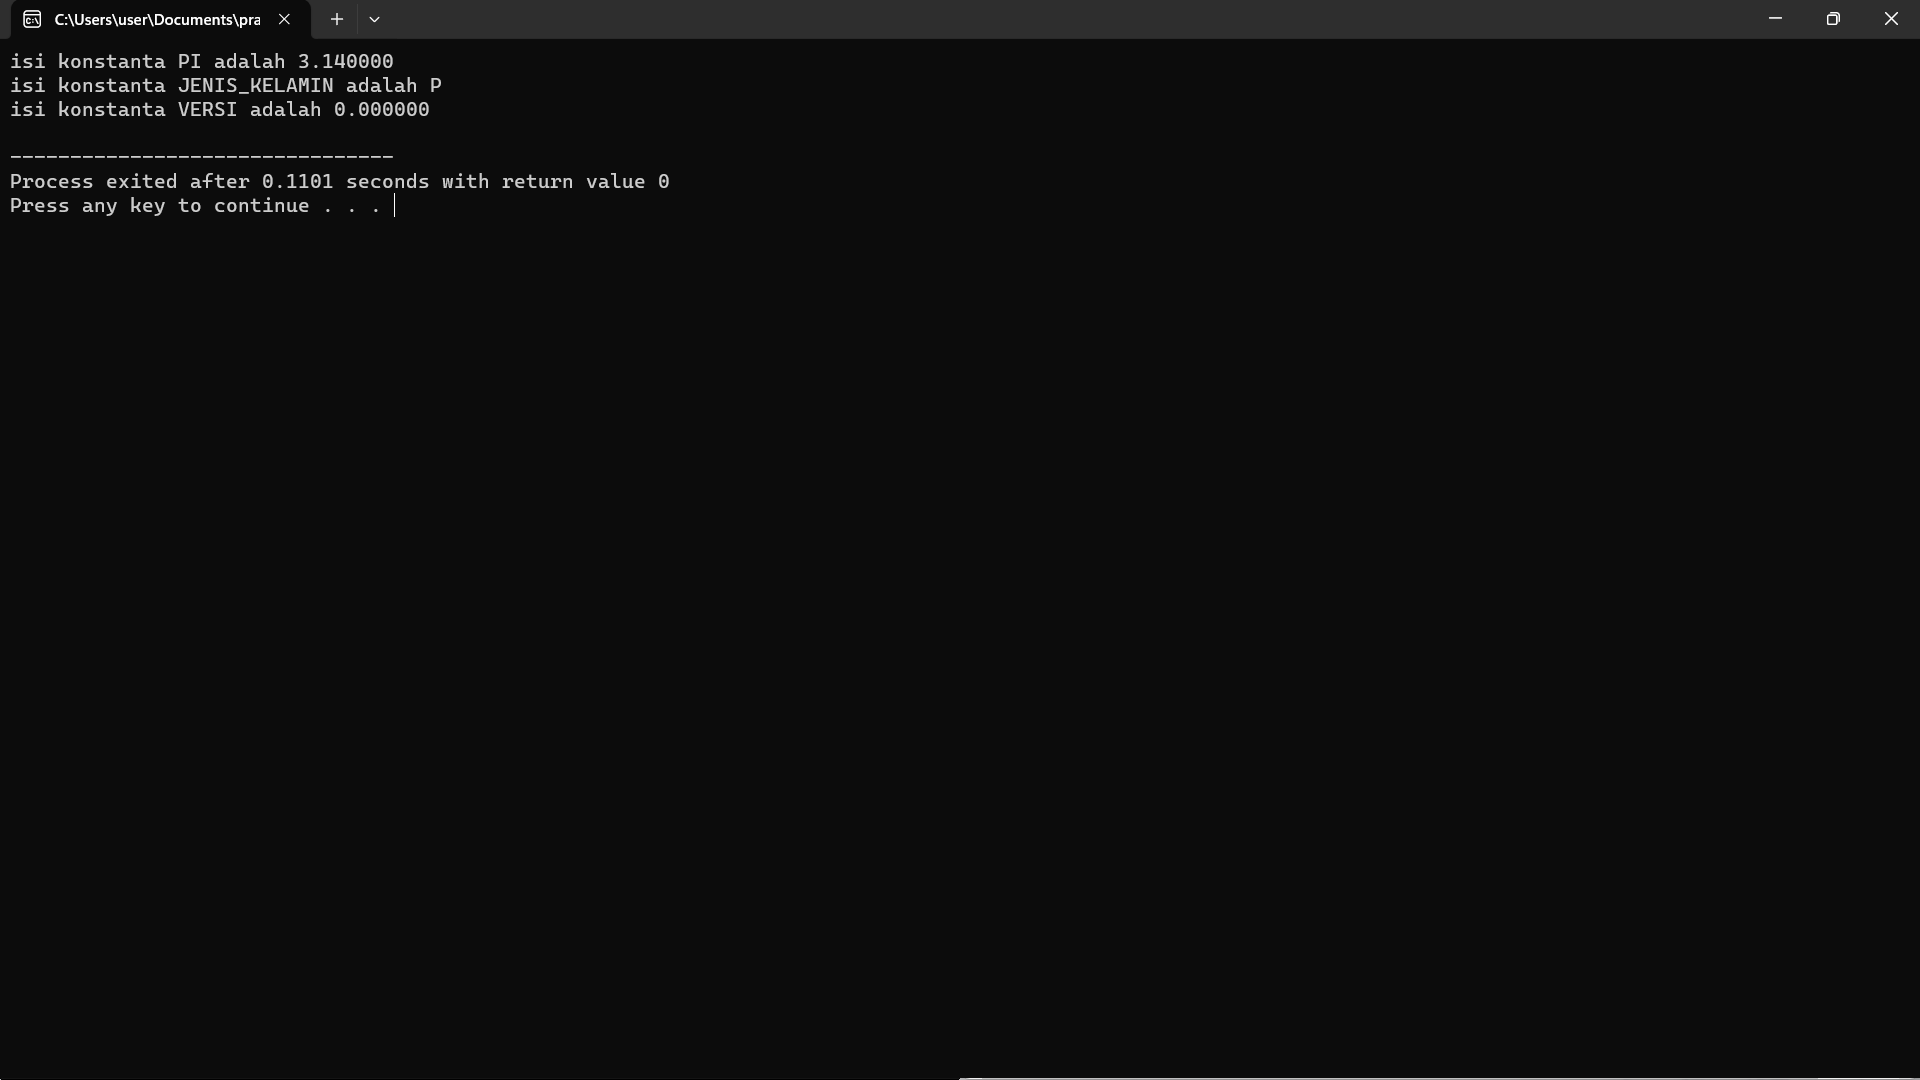 C:\Users\user\Documents\pra
isi konstanta PI adalah 3.140000
isi konstanta JENIS_KELAMIN adalah P
isi konstanta VERSI adalah 0.000000
--------------------------------
Process exited after 0.1101 seconds with return value 0
Press any key to continue . . .